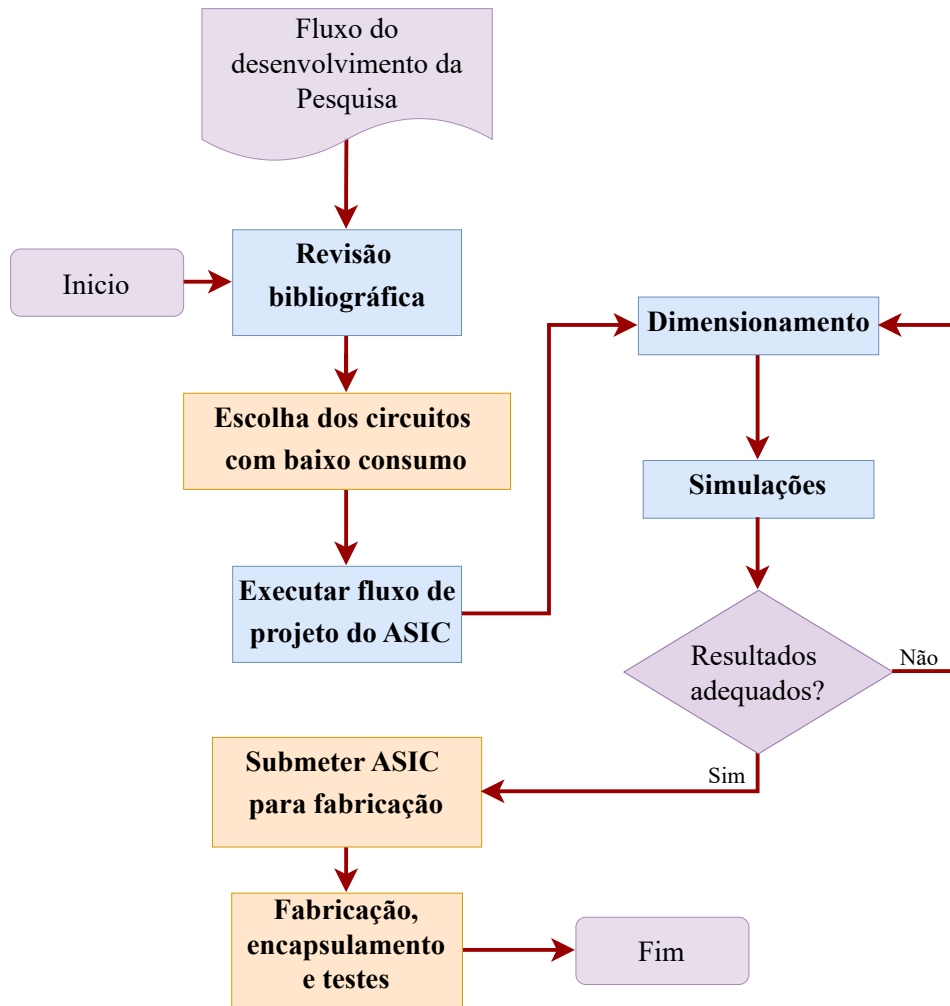 Fluxo do
desenvolvimento da
Pesquisa
Inicio
Revisão
bibliográfica
Escolha dos circuitos
com baixo consumo
Executar fluxo de
projeto do ASIC
Dimensionamento
Simulações
Resultados
adequados?
Não
Sim
Submeter ASIC
para fabricação
Fabricação,
encapsulamento
e testes
Fim